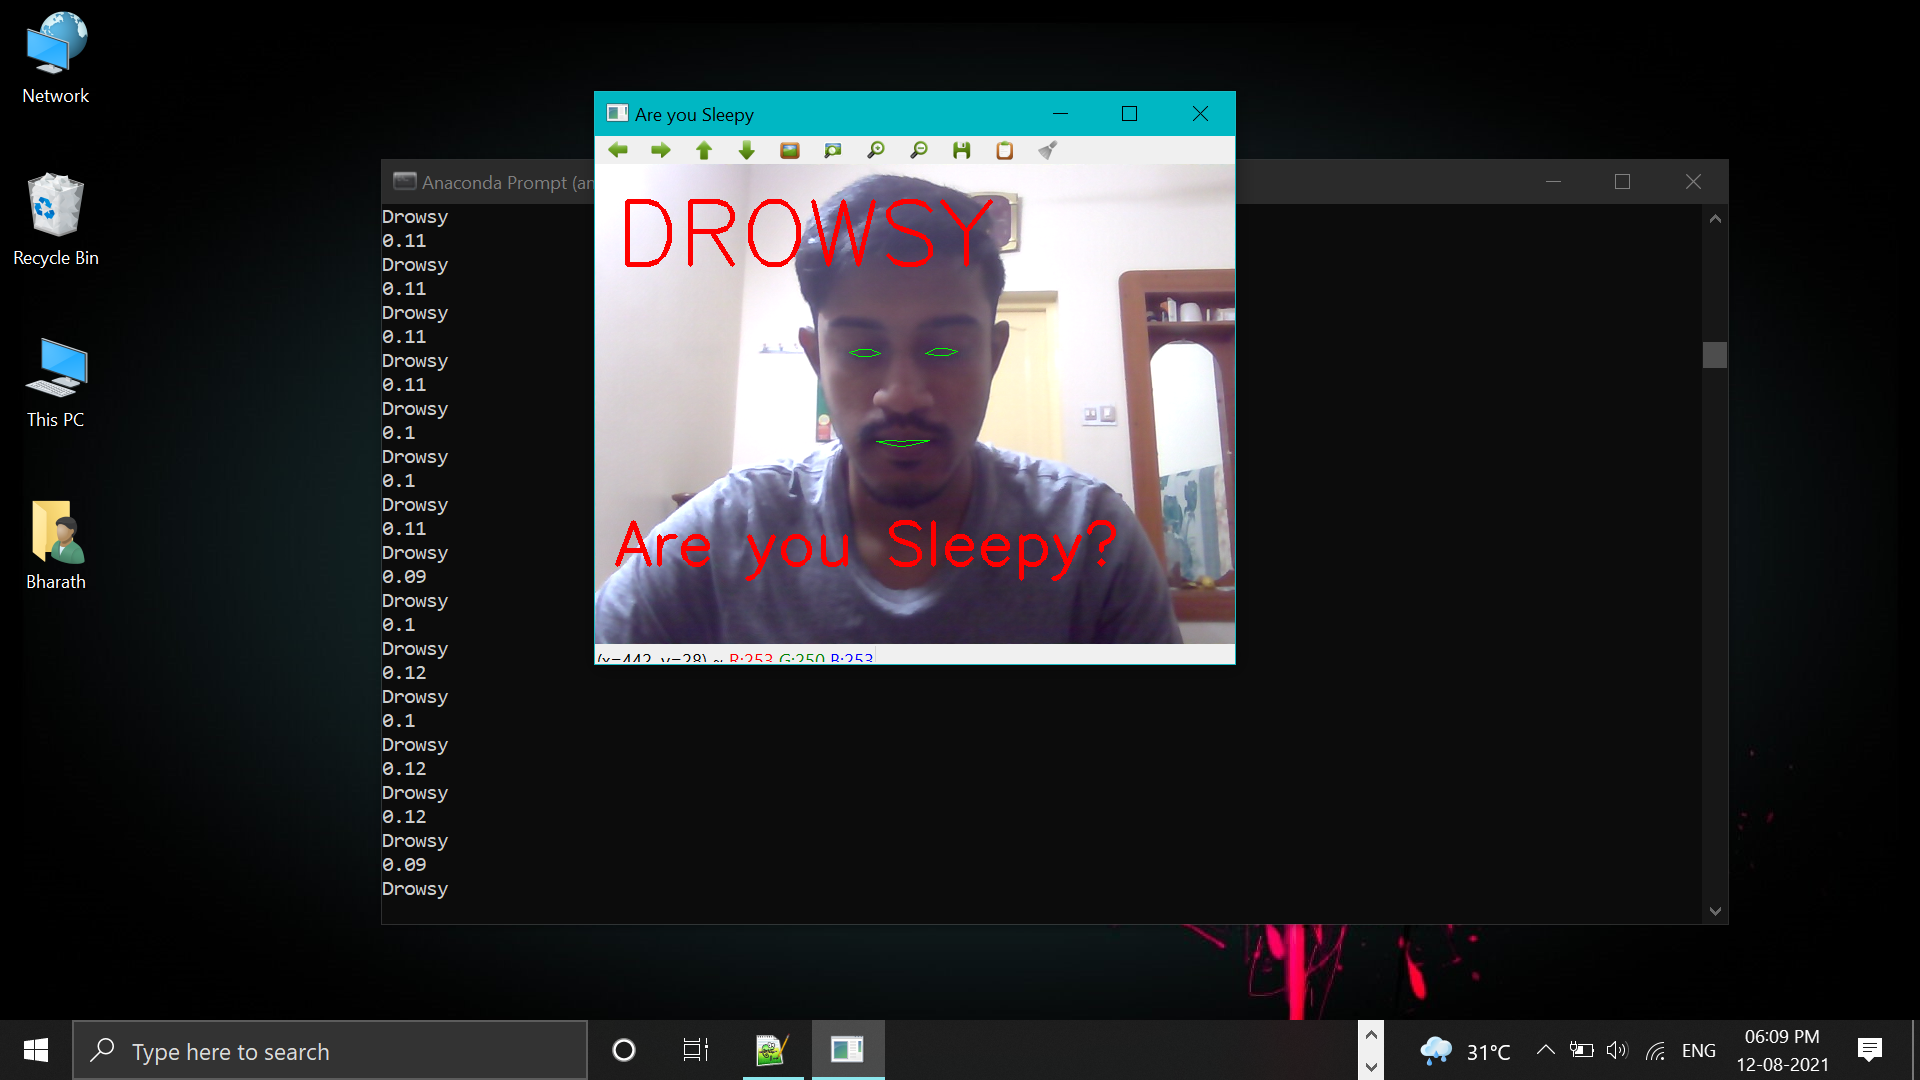 Network
Recycle Bin
This PC
Bharath
Are you Sleepy
Anaconda Prompt (an
DROWSY
Are you Sleepy?
(x=442, y=28) ~ R:253 G:250 B:253
Drowsy
0.11
Drowsy
0.11
Drowsy
0.11
Drowsy
0.11
Drowsy
0.1
Drowsy
0.1
Drowsy
0.11
Drowsy
0.09
Drowsy
0.1
Drowsy
0.12
Drowsy
0.1
Drowsy
0.12
Drowsy
0.12
Drowsy
0.09
Drowsy
Type here to search
31°C
ENG
06:09 PM
12-08-2021